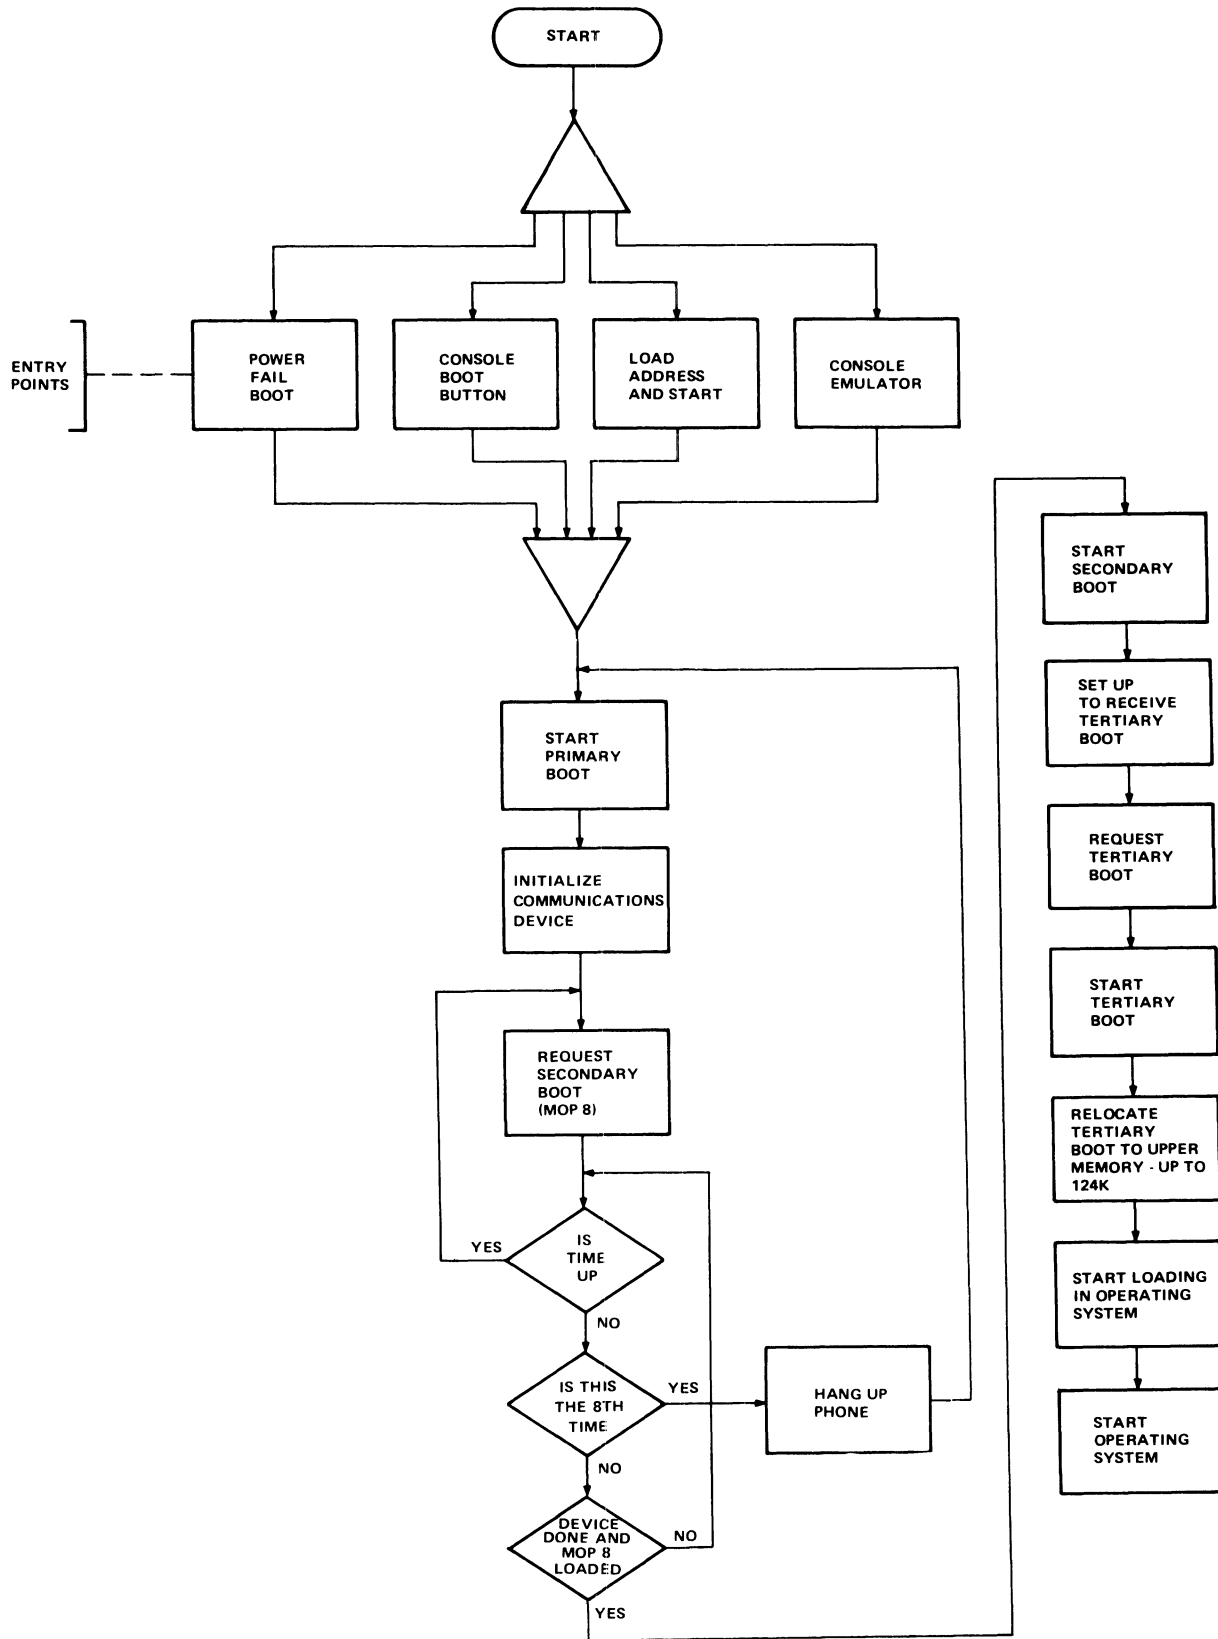 START
ENTRY
POINTS
POWER
FAIL
BOOT
CONSOLE
BOOT
BUTTON
LOAD
ADDRESS
AND START
CONSOLE
EMULATOR
START
PRIMARY
BOOT
INITIALIZE
COMMUNICATIONS
DEVICE
REQUEST
SECONDARY
BOOT
(MOP 8)
IS
TIME
UP
YES
NO
IS THIS
THE 8TH
TIME
YES
NO
HANG UP
PHONE
DEVICE
DONE AND
MOP 8
LOADED
NO
YES
START
SECONDARY
BOOT
SET UP
TO RECEIVE
TERTIARY
BOOT
REQUEST
TERTIARY
BOOT
START
TERTIARY
BOOT
RELOCATE
TERTIARY
BOOT TO UPPER
MEMORY - UP TO
124K
START LOADING
IN OPERATING
SYSTEM
START
OPERATING
SYSTEM